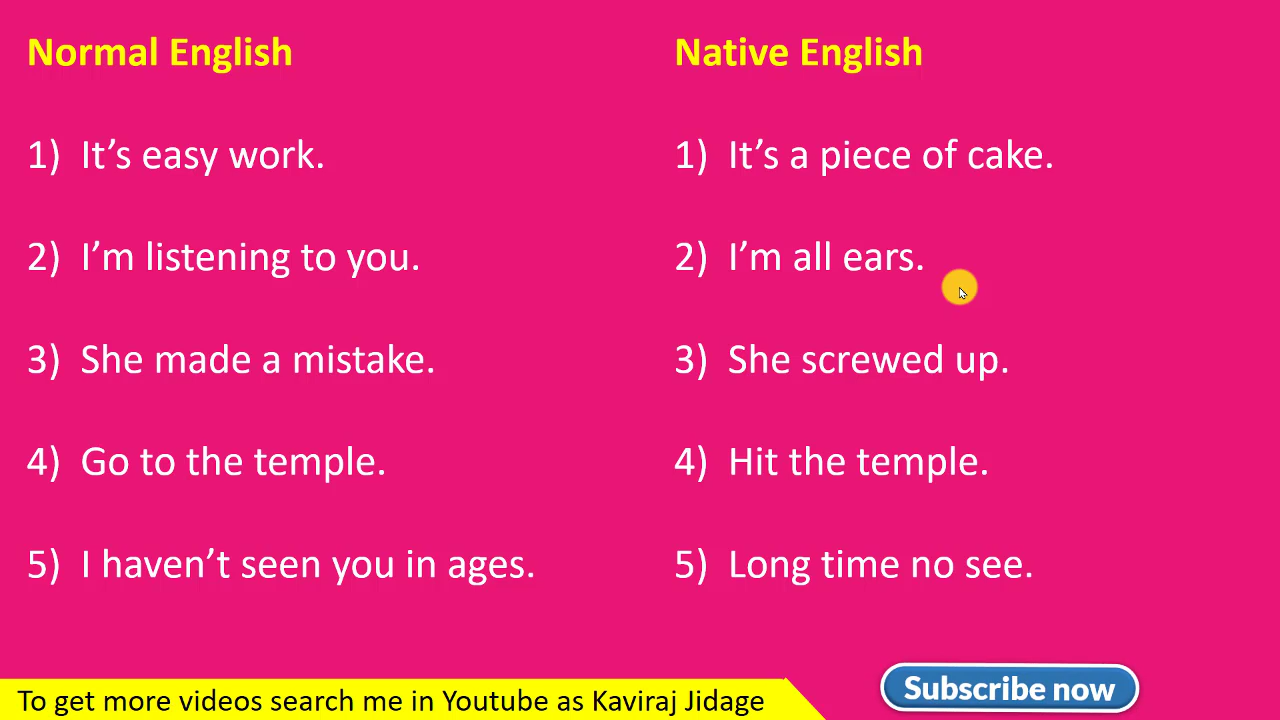 Normal English
Native English
1) It’s easy work.
1) It’s a piece of cake.
2) I’m listening to you.
2) I’m all ears.
3) She made a mistake.
3) She screwed up.
4) Go to the temple.
4) Hit the temple.
5) I haven’t seen you in ages.
5) Long time no see.
To get more videos search me in Youtube as Kaviraj Jidage
Subscribe now